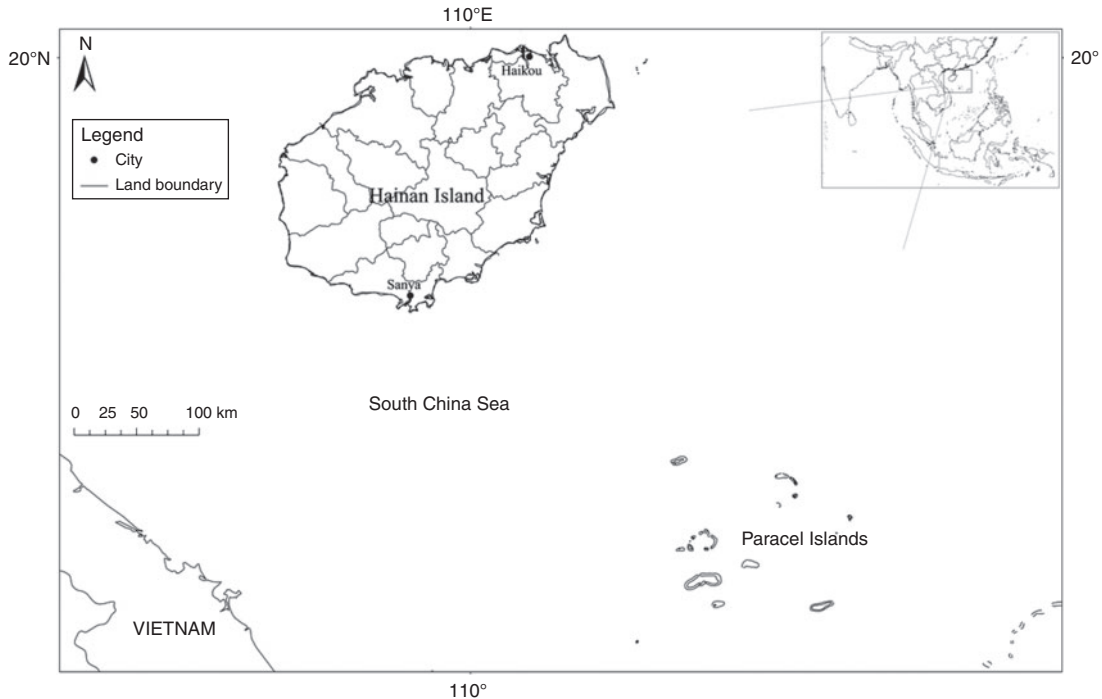 110°E
20°N
N
20°
Haikou
Legend
City
Land boundary
Hainan Island
Sanya
South China Sea
0 25 50 100 km
Paracel Islands
VIETNAM
110°